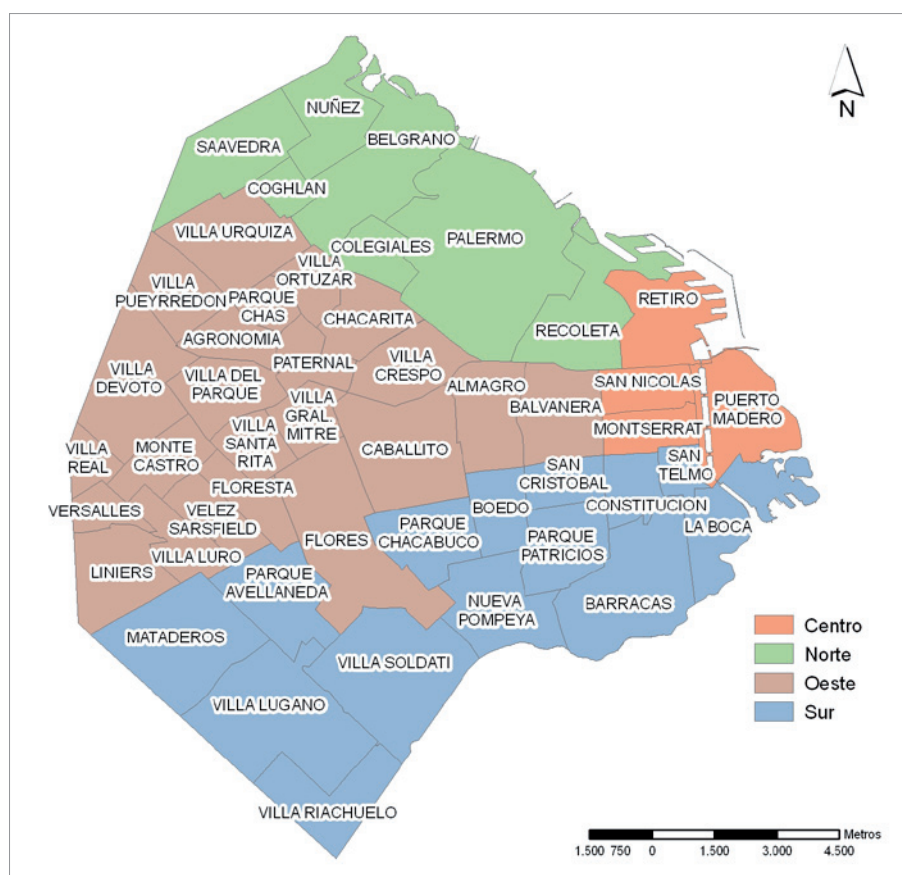 N
NUÑEZ
BELGRANO
SAAVEDRA
COGHLAN
VILLA URQUIZA
COLEGIALES
PALERMO
VILLA
ORTUZAR
VILLA
PUEYRREDON
PARQUE
CHAS
RETIRO
CHACARITA
RECOLETA
AGRONOMIA
PATERNAL
VILLA
CRESPO
VILLA
DEVOTO
VILLA DEL
PARQUE
ALMAGRO
SAN NICOLAS
VILLA
GRAL.
MITRE
BALVANERA
PUERTO
MADERO
MONTSERRAT
VILLA
SANTA
RITA
VILLA
REAL
MONTE
CASTRO
CABALLITO
SAN
TELMO
SAN
CRISTOBAL
FLORESTA
VERSALLES
VELEZ
SARSFIELD
BOEDO
CONSTITUCION
LA BOCA
FLORES
PARQUE
CHACABUCO
PARQUE
PATRICIOS
VILLA LURO
LINIERS
PARQUE
AVELLANEDA
NUEVA
POMPEYA
BARRACAS
MATADEROS
VILLA SOLDATI
VILLA LUGANO
VILLA RIACHUELO
Centro
Norte
Oeste
Sur
Metros
1.500 750 0 1.500 3.000 4.500